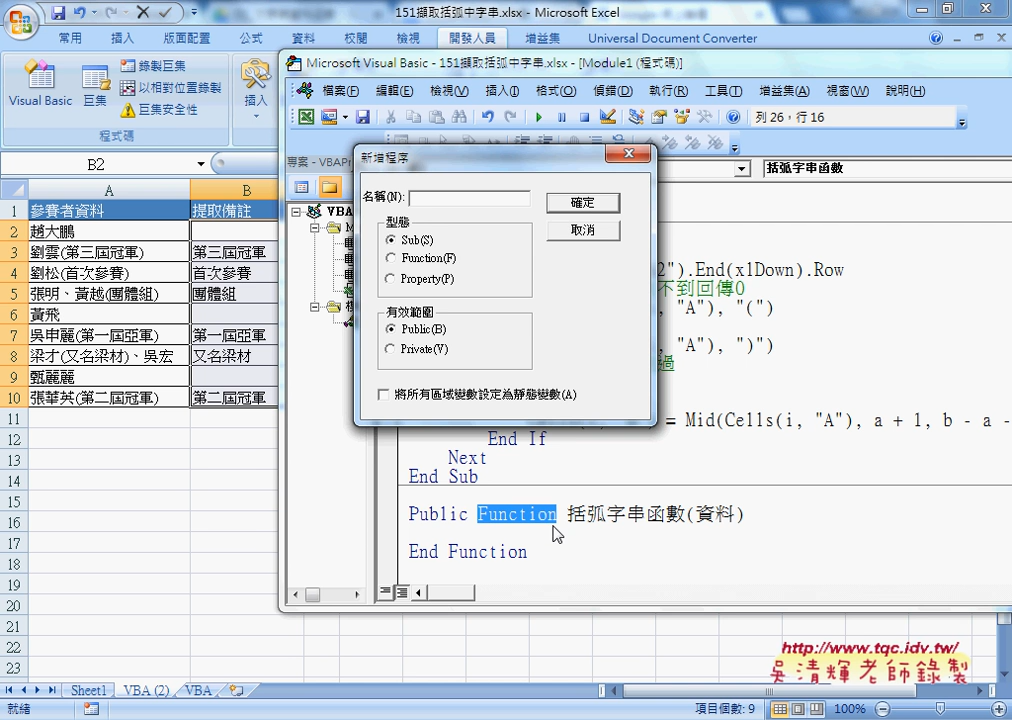 151擷取括弧中字串.xlsx - Microsoft Excel
常用 插入 版面配置 公式 資料 校閱 檢視 開發人員 增益集 Universal Document Converter
Visual Basic
巨集
錄製巨集
以相對位置錄製
巨集安全性
插入
程式碼
B2
A B
1 參賽者資料 提取備註
2 趙大鵬
3 劉雲(第三屆冠軍) 第三屆冠軍
4 劉松(首次參賽) 首次參賽
5 張明、黃越(團體組) 團體組
6 黃飛
7 吳申麗(第一屆亞軍) 第一屆亞軍
8 梁才(又名梁材)、吳宏 又名梁材
9 甄麗麗
10 張華英(第二屆冠軍) 第二屆冠軍
11
12
13
14
15
16
17
18
19
20
21
22
23
Microsoft Visual Basic - 151擷取括弧中字串.xlsx - [Module1 (程式碼)]
檔案(F) 編輯(E) 檢視(V) 插入(I) 格式(O) 偵錯(D) 執行(R) 工具(T) 增益集(A) 視窗(W) 說明(H)
列 26，行 16
專案 - VBAP
VBA
括弧字串函數
新增程序
名稱(N):
確定
取消
型態
Sub(S)
Function(F)
Property(P)
有效範圍
Public(B)
Private(V)
將所有區域變數設定為靜態變數(A)
2").End(xlDown).Row
不到回傳0
, "A"), "(")
, "A"), ")")
過
= Mid(Cells(i, "A"), a + 1, b - a -
End If
Next
End Sub
Public Function 括弧字串函數(資料)
End Function
http://www.tqc.idv.tw/
吳清輝老師錄製
Sheet1 VBA (2) VBA
就緒
項目個數: 9
100%